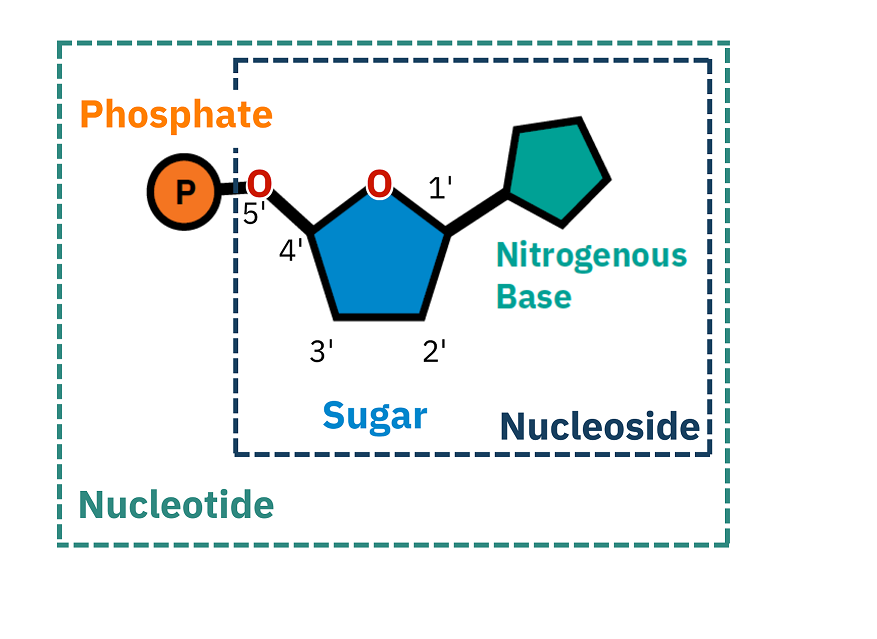 Phosphate
P
O
O
1'
5'
4'
Nitrogenous
Base
3'
2'
Sugar
Nucleoside
Nucleotide